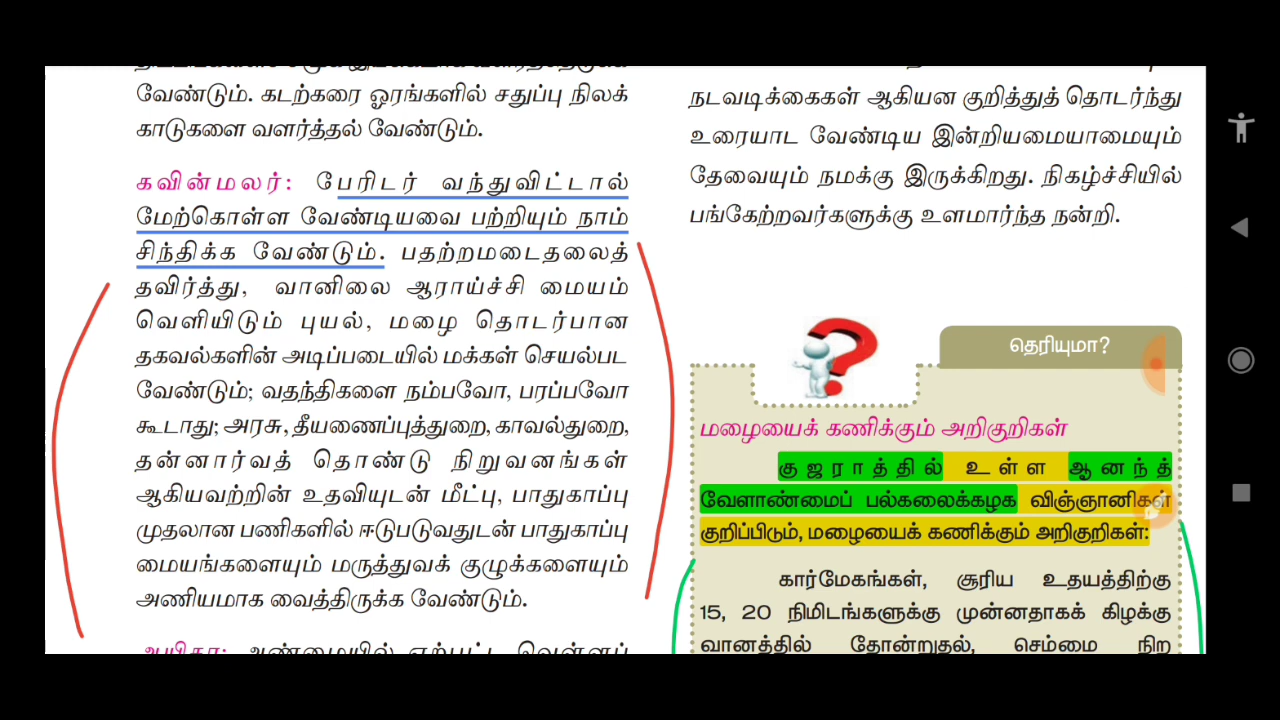 வேண்டும். கடற்கரை ஓரங்களில் சதுப்பு நிலக்
காடுகளை வளர்த்தல் வேண்டும்.
கவின்மலர்: பேரிடர் வந்துவிட்டால்
மேற்கொள்ள வேண்டியவை பற்றியும் நாம்
சிந்திக்க வேண்டும். பதற்றமடைதலைத்
தவிர்த்து, வானிலை ஆராய்ச்சி மையம்
வெளியிடும் புயல், மழை தொடர்பான
தகவல்களின் அடிப்படையில் மக்கள் செயல்பட
வேண்டும்; வதந்திகளை நம்பவோ, பரப்பவோ
கூடாது; அரசு, தீயணைப்புத்துறை, காவல்துறை,
தன்னார்வத் தொண்டு நிறுவனங்கள்
ஆகியவற்றின் உதவியுடன் மீட்பு, பாதுகாப்பு
முதலான பணிகளில் ஈடுபடுவதுடன் பாதுகாப்பு
மையங்களையும் மருத்துவக் குழுக்களையும்
அணியமாக வைத்திருக்க வேண்டும்.
நடவடிக்கைகள் ஆகியன குறித்துத் தொடர்ந்து
உரையாட வேண்டிய இன்றியமையாமையும்
தேவையும் நமக்கு இருக்கிறது. நிகழ்ச்சியில்
பங்கேற்றவர்களுக்கு உளமார்ந்த நன்றி.
தெரியுமா?
மழையைக் கணிக்கும் அறிகுறிகள்
குஜராத்தில் உள்ள ஆனந்த்
வேளாண்மைப் பல்கலைக்கழக விஞ்ஞானிகள்
குறிப்பிடும், மழையைக் கணிக்கும் அறிகுறிகள்:
கார்மேகங்கள், சூரிய உதயத்திற்கு
15, 20 நிமிடங்களுக்கு முன்னதாகக் கிழக்கு
வானத்தில் தோன்றுதல், செம்மை நிற